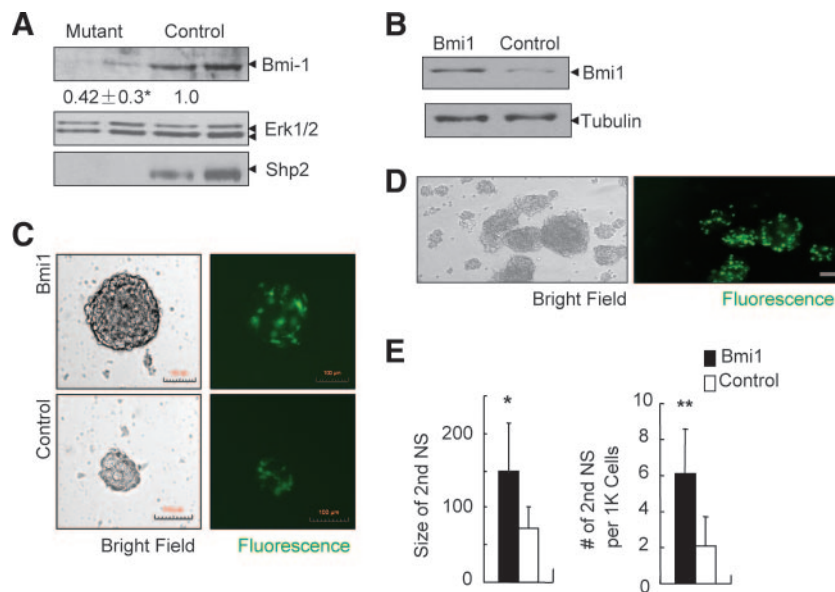 A
Mutant Control
Bmi-1
0.42±0.3* 1.0
Erk1/2
Shp2
B
Bmi1 Control
Bmi1
Tubulin
C
Bmi1
Control
100 µm
100 µm
Bright Field Fluorescence
D
Bright Field Fluorescence
E
Bmi1
Control
Size of 2nd NS
200
100
0
*
# of 2nd NS
per 1K Cells
10
8
6
4
2
0
**